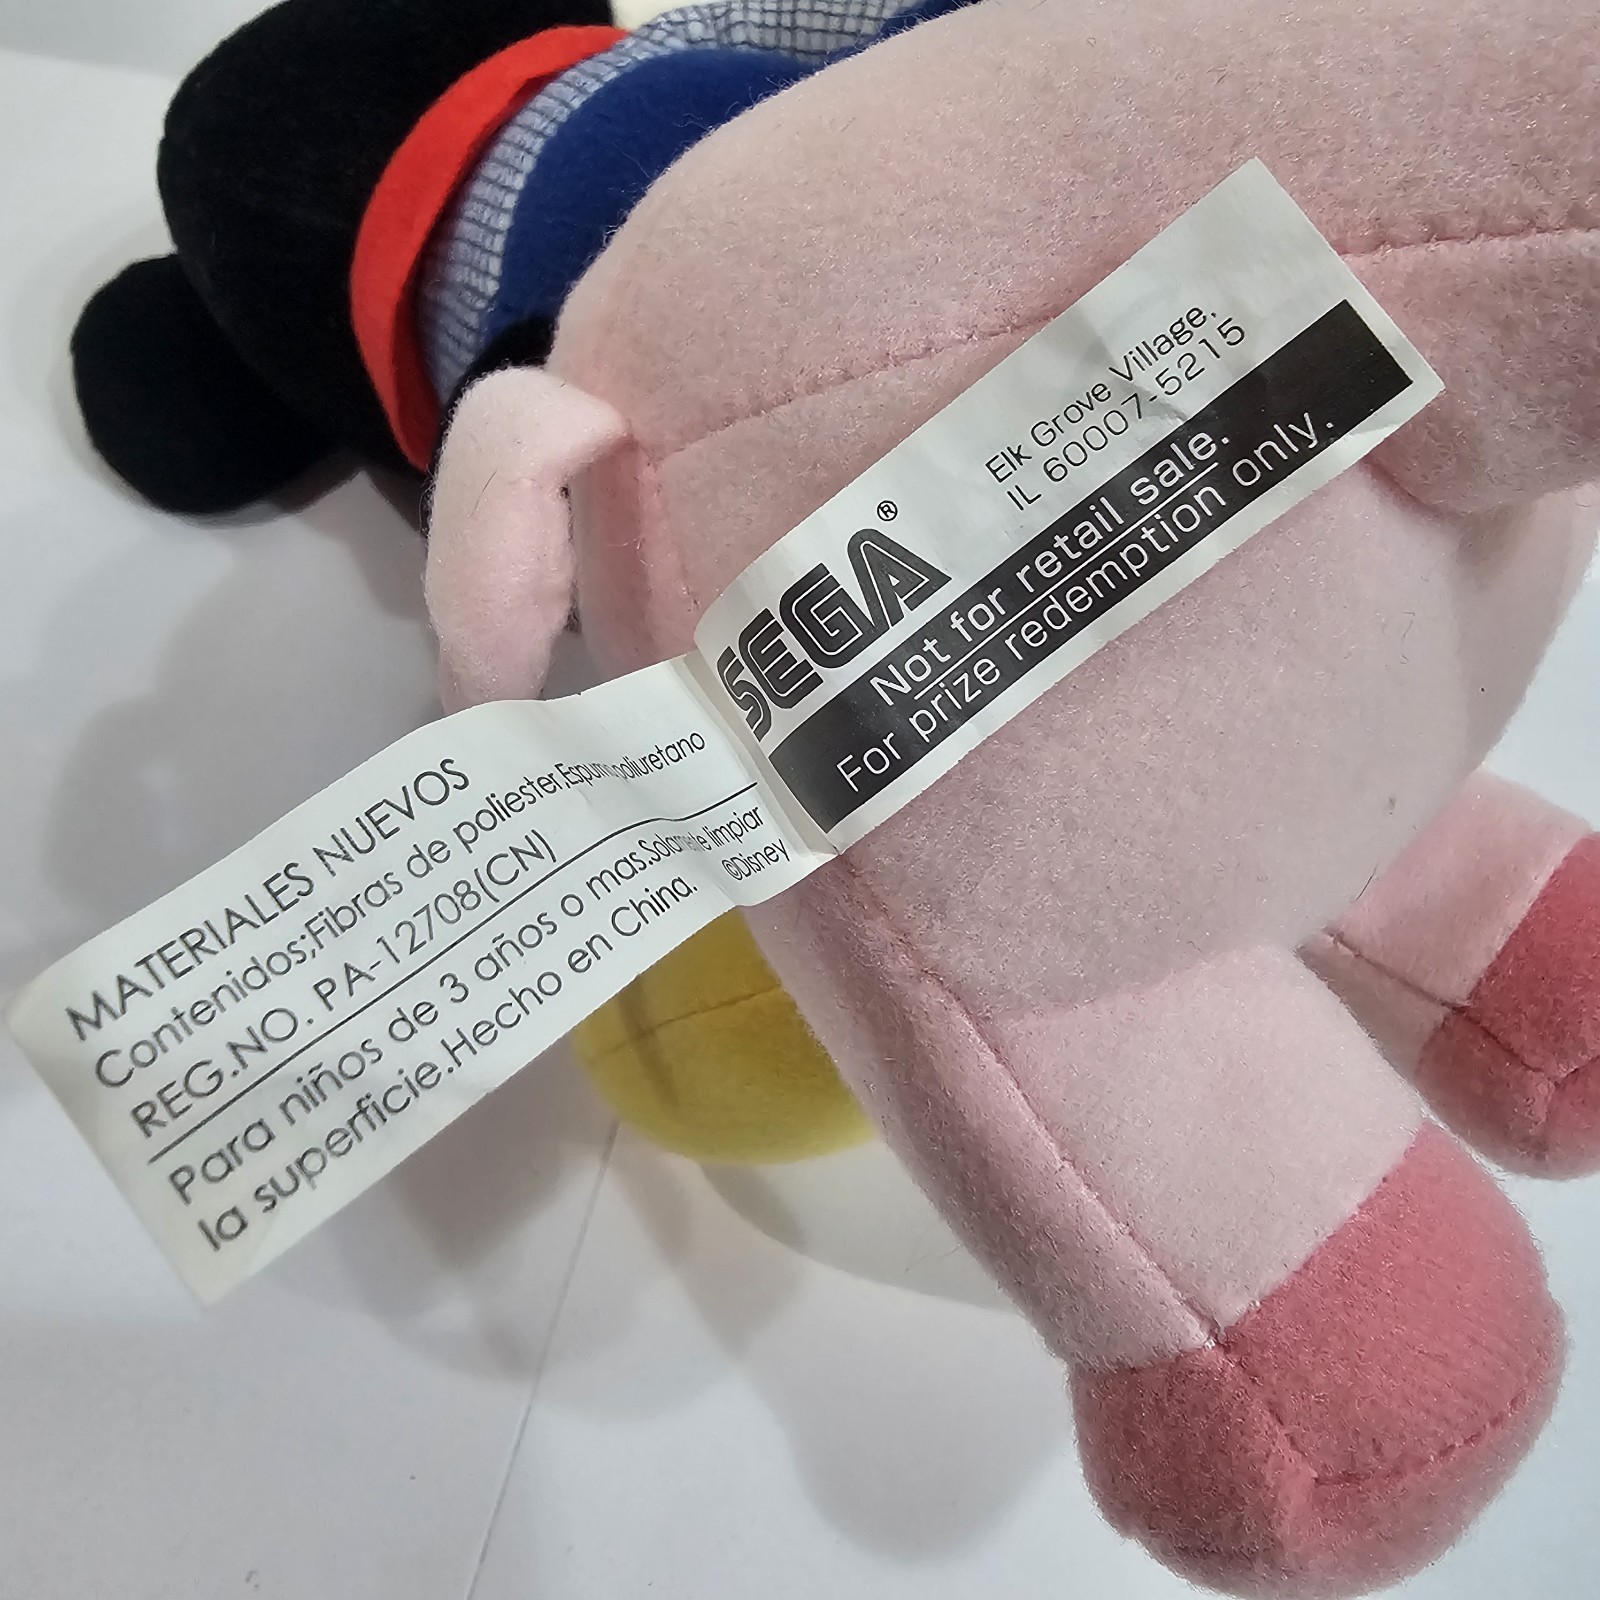 MATERIALES NUEVOS
Contenidos;Fibras de poliester,Espuma poliuretano
REG.NO. PA-12708(CN)
Para niños de 3 años o mas.Solamente limpiar
la superficie.Hecho en China. ©Disney
SEGA®
Elk Grove Village,
IL 60007-5215
Not for retail sale.
For prize redemption only.